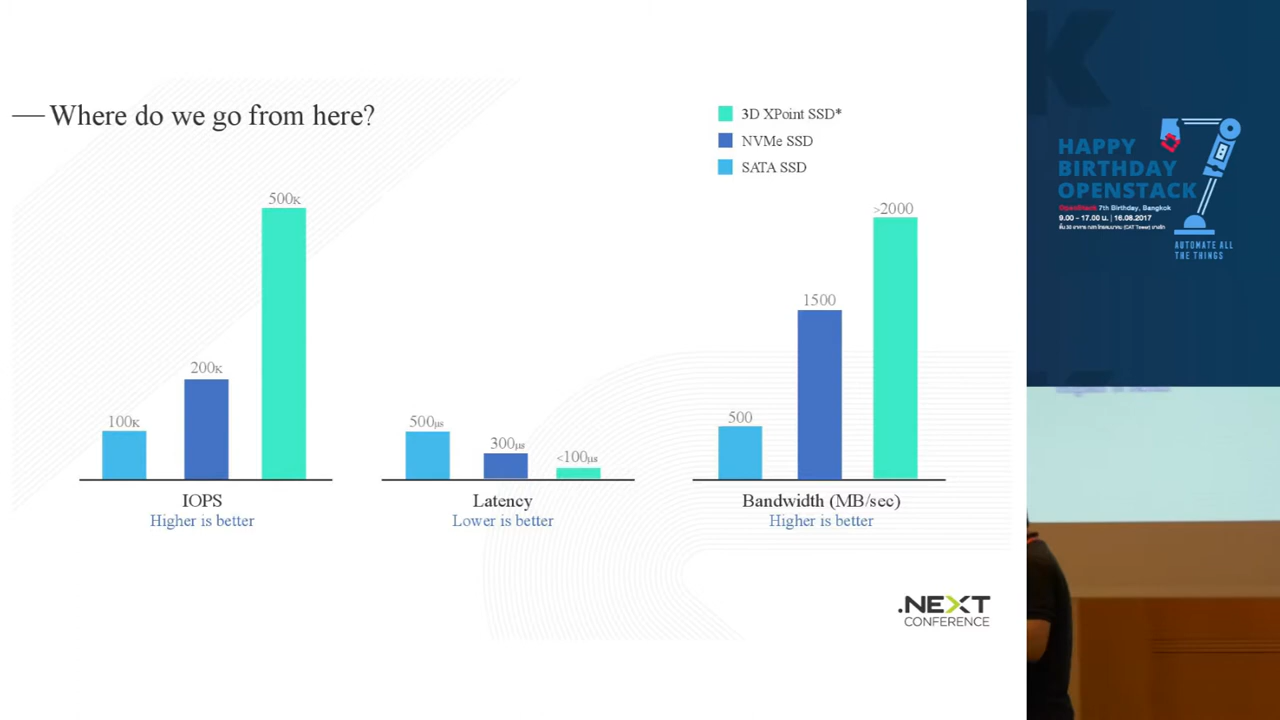 Where do we go from here?
3D XPoint SSD*
NVMe SSD
SATA SSD
100K
200K
500K
IOPS
Higher is better
500µs
300µs
<100µs
Latency
Lower is better
500
1500
>2000
Bandwidth (MB/sec)
Higher is better
.NEXT
CONFERENCE
HAPPY
BIRTHDAY
OPENSTACK
OpenStack 7th Birthday, Bangkok
9.00 - 17.00 น. | 16.08.2017
AUTOMATE ALL
THE THINGS